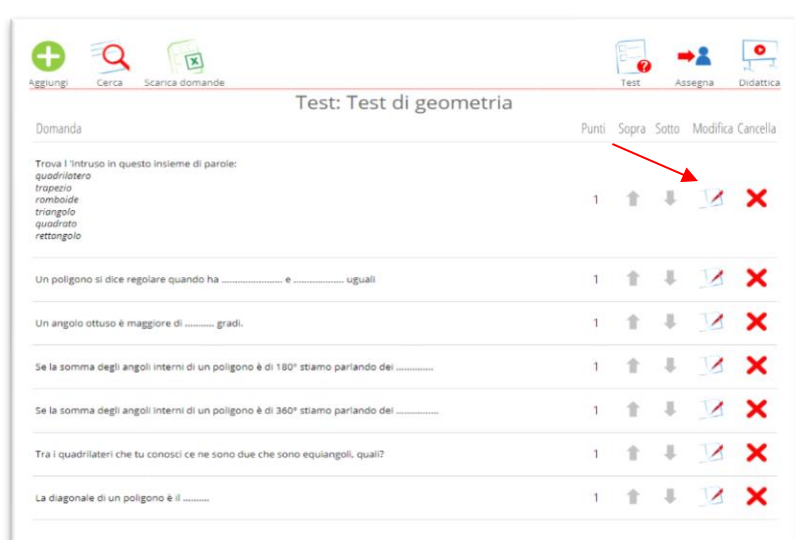 Aggiungi Cerca Scarica domande Test Assegna Didattica
Test: Test di geometria
Domanda Punti Sopra Sotto Modifica Cancella
Trova l 'Intruso in questo insieme di parole:
quadrilatero
trapezio
romboide
triangolo
quadrato
rettangolo
1
Un poligono si dice regolare quando ha ........................ e .................... uguali 1
Un angolo ottuso è maggiore di ........... gradi. 1
Se la somma degli angoli interni di un poligono è di 180° stiamo parlando dei .............. 1
Se la somma degli angoli interni di un poligono è di 360° stiamo parlando dei ................ 1
Tra i quadrilateri che tu conosci ce ne sono due che sono equiangoli, quali? 1
La diagonale di un poligono è il .......... 1